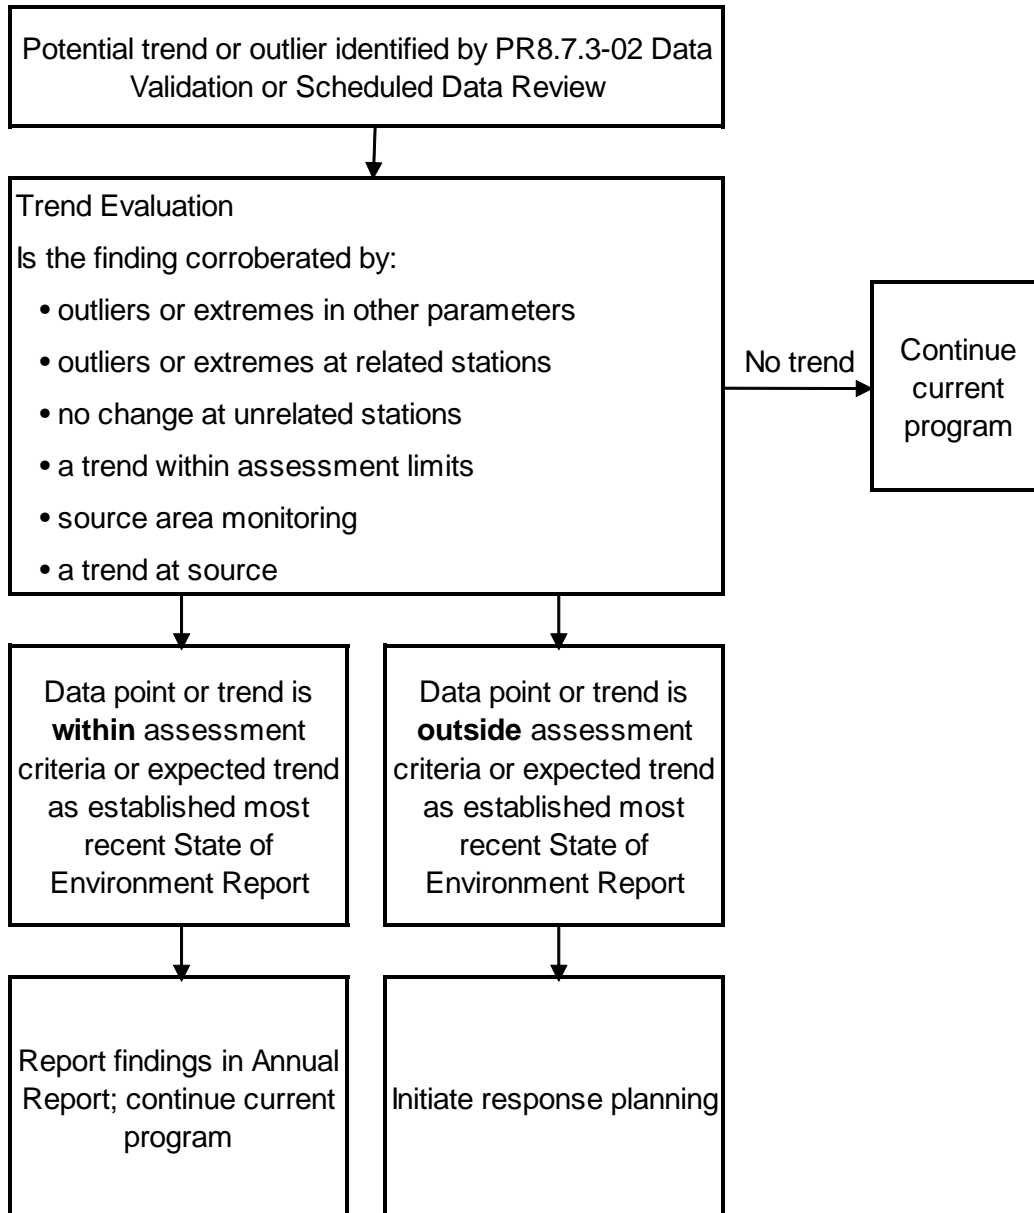 Potential trend or outlier identified by PR8.7.3-02 Data
Validation or Scheduled Data Review
Trend Evaluation
Is the finding corroberated by:
• outliers or extremes in other parameters
• outliers or extremes at related stations
• no change at unrelated stations
• a trend within assessment limits
• source area monitoring
• a trend at source
No trend
Continue
current
program
Data point or trend is
within assessment
criteria or expected trend
as established most
recent State of
Environment Report
Data point or trend is
outside assessment
criteria or expected trend
as established most
recent State of
Environment Report
Report findings in Annual
Report; continue current
program
Initiate response planning